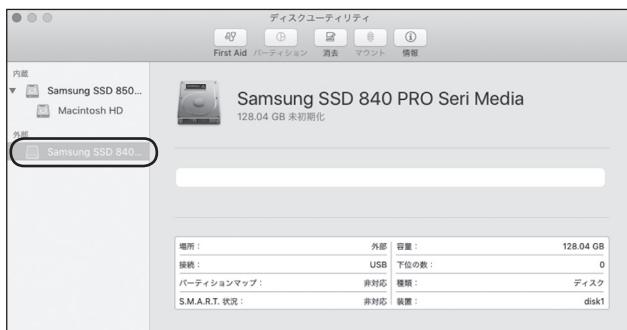 ディスクユーティリティ
First Aid パーティション 消去 マウント 情報
内蔵
Samsung SSD 850...
Macintosh HD
外部
Samsung SSD 840...
Samsung SSD 840 PRO Seri Media
128.04 GB 未初期化
場所： 外部 容量： 128.04 GB
接続： USB 下位の数： 0
パーティションマップ： 非対応 種類： ディスク
S.M.A.R.T. 状況： 非対応 装置： disk1